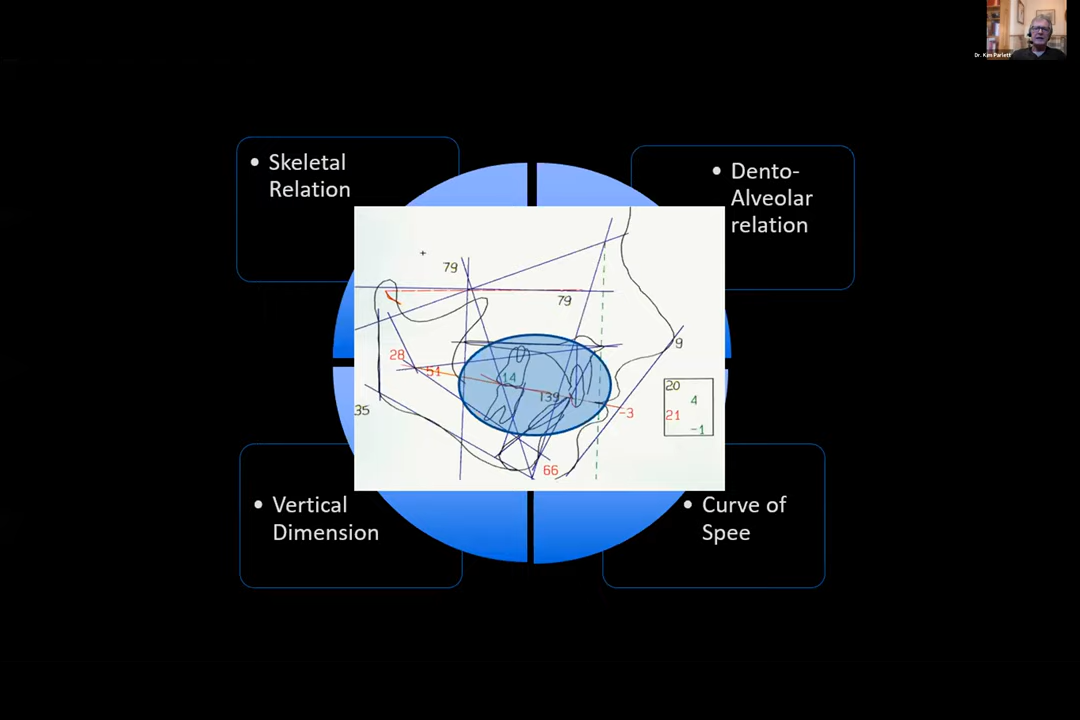 Dr. Kim Parlett
• Skeletal
Relation
• Dento-
Alveolar
relation
79
79
9
28
51
14
139
35
-3
20
4
21
-1
66
• Vertical
Dimension
• Curve of
Spee